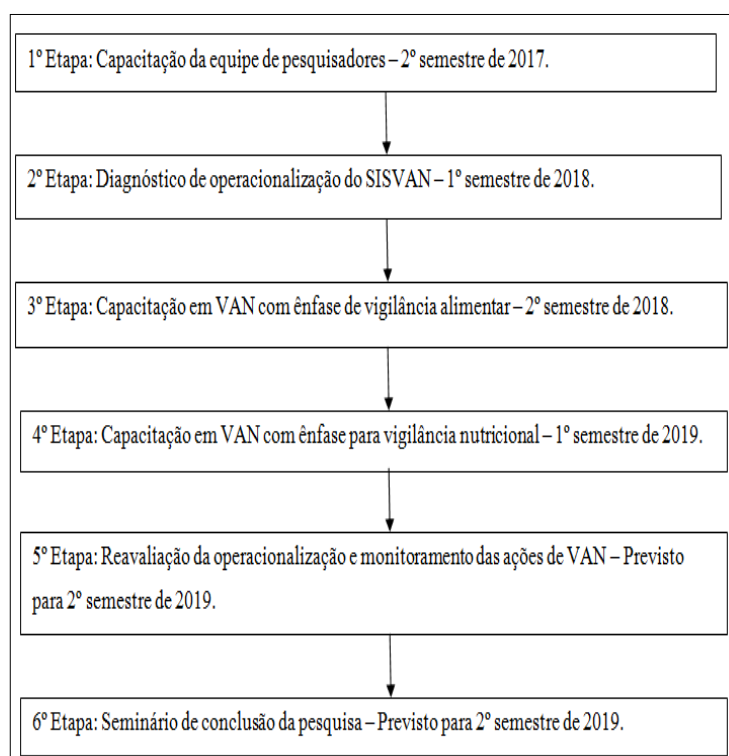 1º Etapa: Capacitação da equipe de pesquisadores – 2º semestre de 2017.
2º Etapa: Diagnóstico de operacionalização do SISVAN – 1º semestre de 2018.
3º Etapa: Capacitação em VAN com ênfase de vigilância alimentar – 2º semestre de 2018.
4º Etapa: Capacitação em VAN com ênfase para vigilância nutricional – 1º semestre de 2019.
5º Etapa: Reavaliação da operacionalização e monitoramento das ações de VAN – Previsto
para 2º semestre de 2019.
6º Etapa: Seminário de conclusão da pesquisa – Previsto para 2º semestre de 2019.